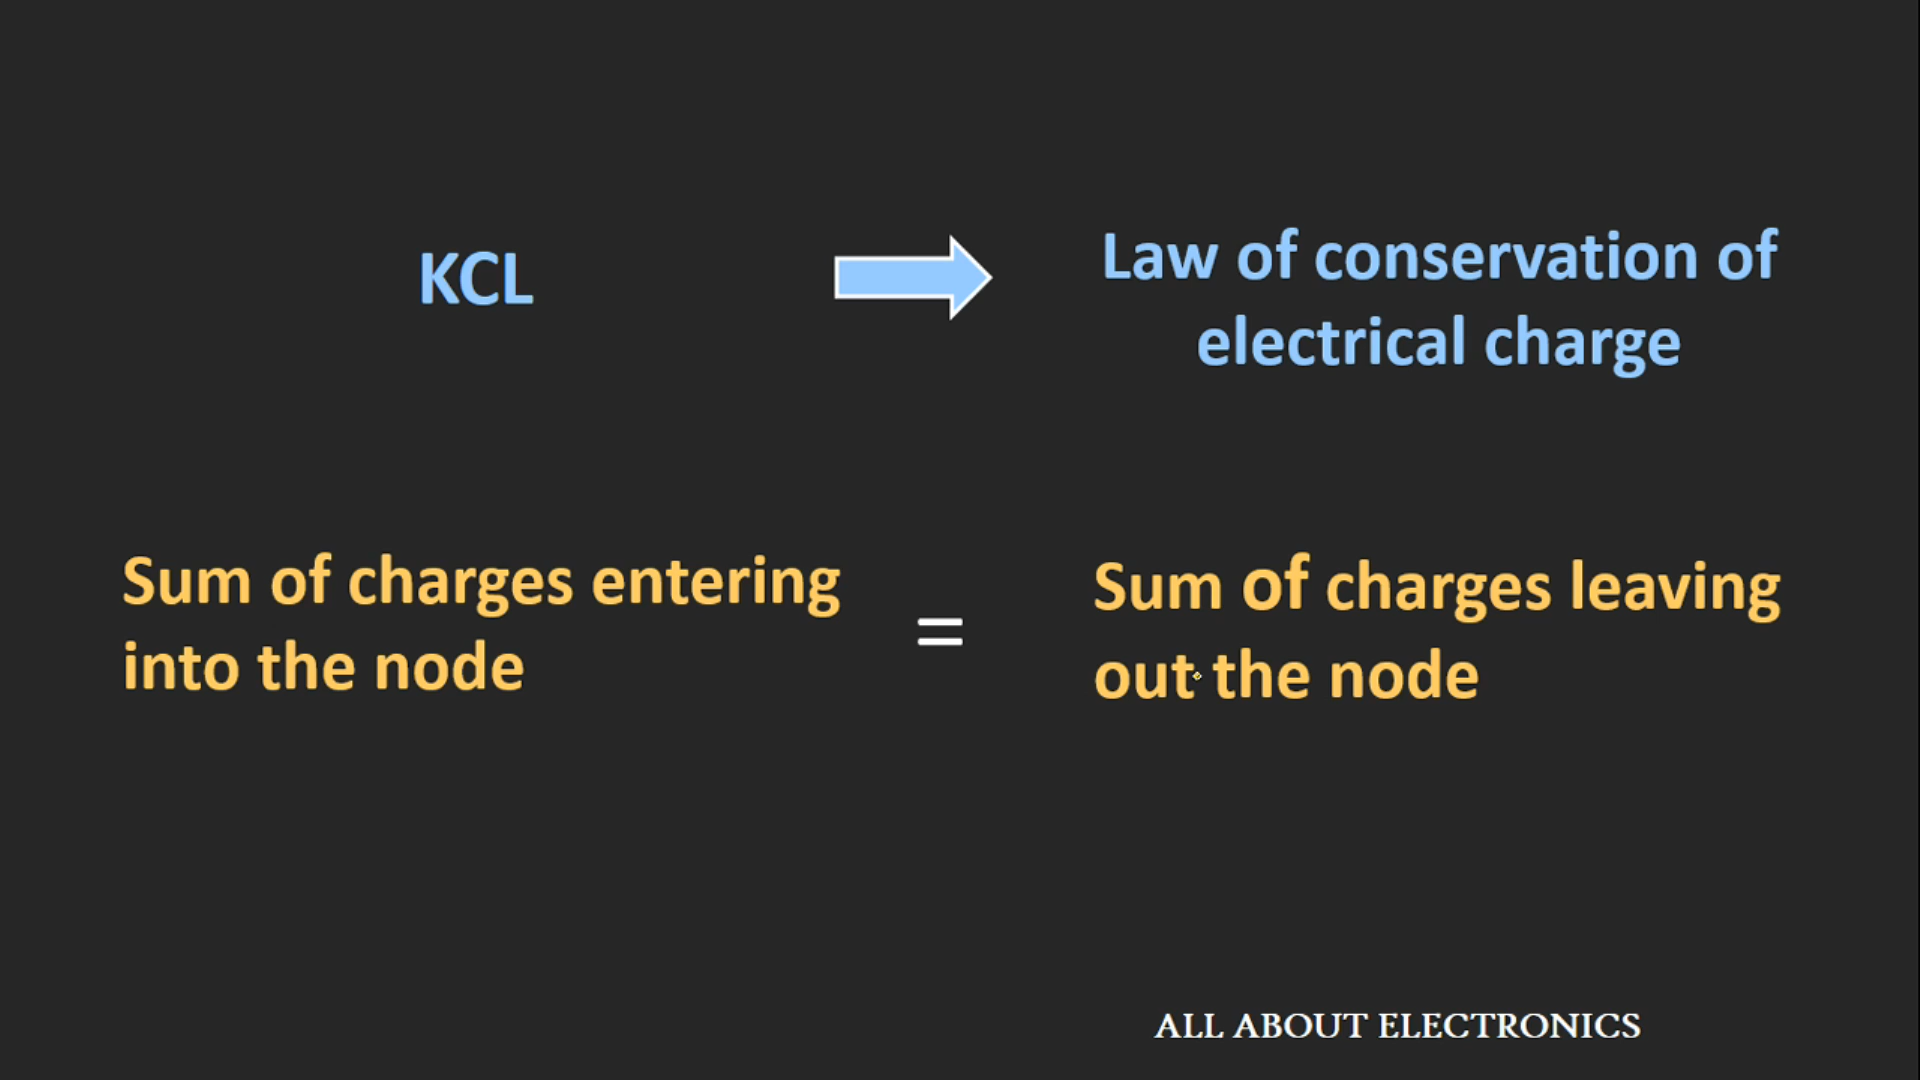 KCL
Law of conservation of
electrical charge
Sum of charges entering
into the node
=
Sum of charges leaving
out the node
ALL ABOUT ELECTRONICS